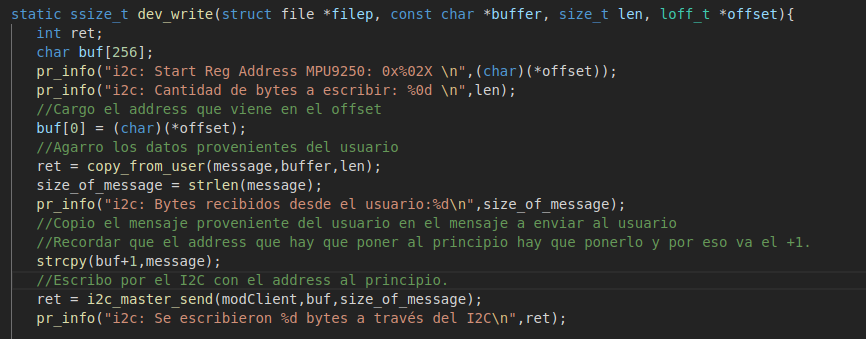 static ssize_t dev_write(struct file *filep, const char *buffer, size_t len, loff_t *offset){
int ret;
char buf[256];
pr_info("i2c: Start Reg Address MPU9250: 0x%02X \n",(char)(*offset));
pr_info("i2c: Cantidad de bytes a escribir: %0d \n",len);
//Cargo el address que viene en el offset
buf[0] = (char)(*offset);
//Agarro los datos provenientes del usuario
ret = copy_from_user(message,buffer,len);
size_of_message = strlen(message);
pr_info("i2c: Bytes recibidos desde el usuario:%d\n",size_of_message);
//Copio el mensaje proveniente del usuario en el mensaje a enviar al usuario
//Recordar que el address que hay que poner al principio hay que ponerlo y por eso va el +1.
strcpy(buf+1,message);
//Escribo por el I2C con el address al principio.
ret = i2c_master_send(modClient,buf,size_of_message);
pr_info("i2c: Se escribieron %d bytes a través del I2C\n",ret);